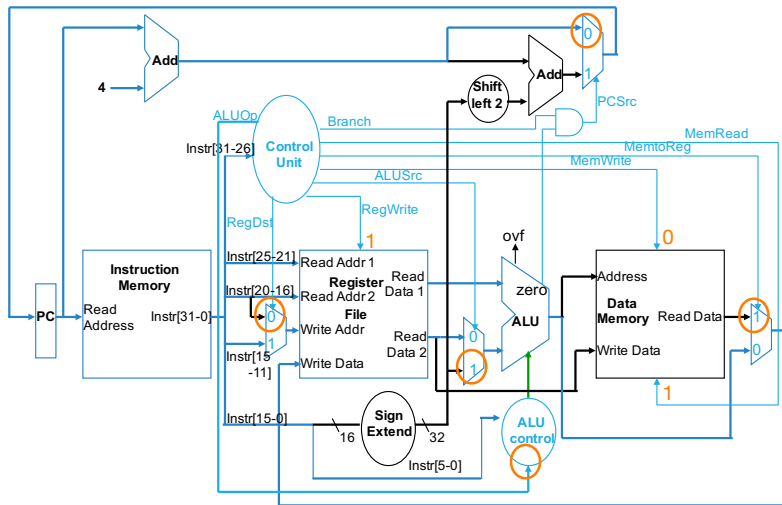 0
Add
Add
4
Shift
left 2
1
PCSrc
ALUOp
Branch
MemRead
Instr[31-26]
Control
Unit
MemtoReg
MemWrite
ALUSrc
RegDst
RegWrite
1
ovf
0
Instruction
Memory
Instr[25-21]
Read Addr 1
Register
Read
Data 1
zero
Address
Instr[20-16]
Read Addr 2
File
Data
Memory
PC
Read
Address
Instr[31-0]
0
Write Addr
ALU
Read Data
1
1
Read
Data 2
0
Write Data
0
Instr[15
-11]
Write Data
1
1
Instr[15-0]
Sign
Extend
16
32
ALU
control
Instr[5-0]